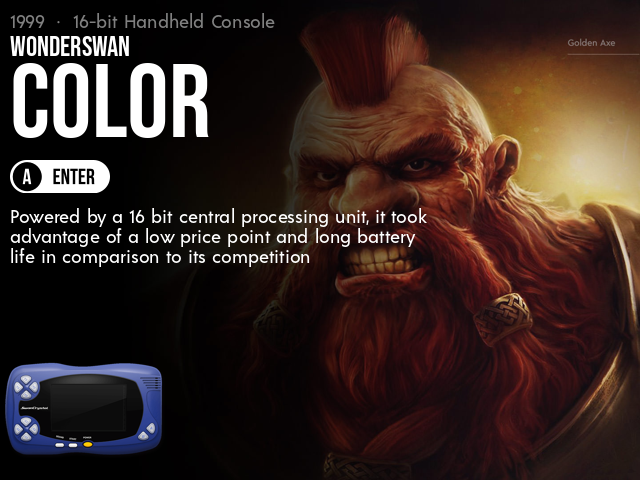 1999 · 16-bit Handheld Console
WONDERSWAN
COLOR
Golden Axe
A ENTER
Powered by a 16 bit central processing unit, it took
advantage of a low price point and long battery
life in comparison to its competition
SwanCrystal